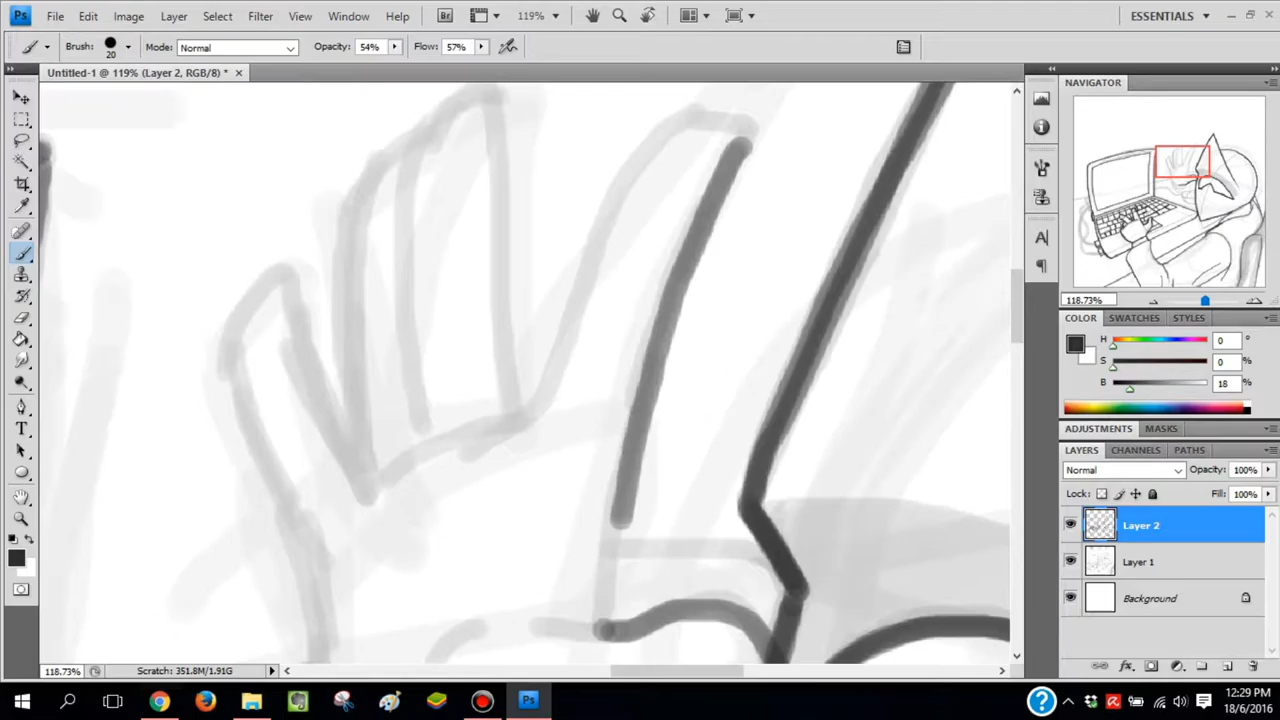 Ps File Edit Image Layer Select Filter View Window Help Br 119% ESSENTIALS
Brush: 20 Mode: Normal Opacity: 54% Flow: 57%
Untitled-1 @ 119% (Layer 2, RGB/8) *
NAVIGATOR
118.73%
COLOR SWATCHES STYLES
H 0 °
S 0 %
B 18 %
ADJUSTMENTS MASKS
LAYERS CHANNELS PATHS
Normal Opacity: 100%
Lock: Fill: 100%
Layer 2
Layer 1
Background
118.73% Scratch: 351.8M/1.91G
12:29 PM
18/6/2016